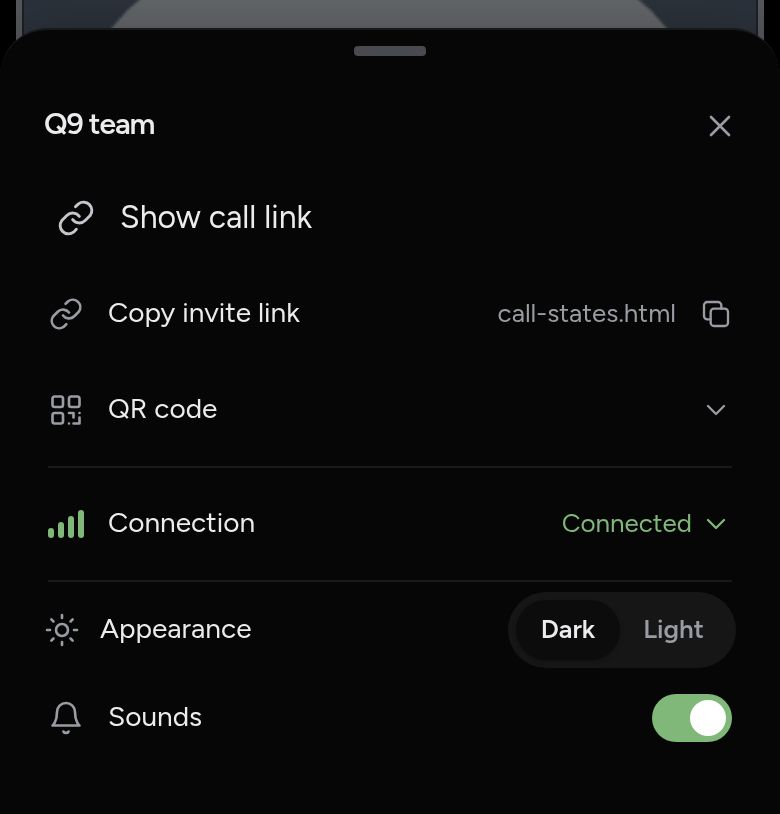 Q9 team
Show call link
Copy invite link call-states.html
QR code
Connection Connected
Appearance Dark Light
Sounds